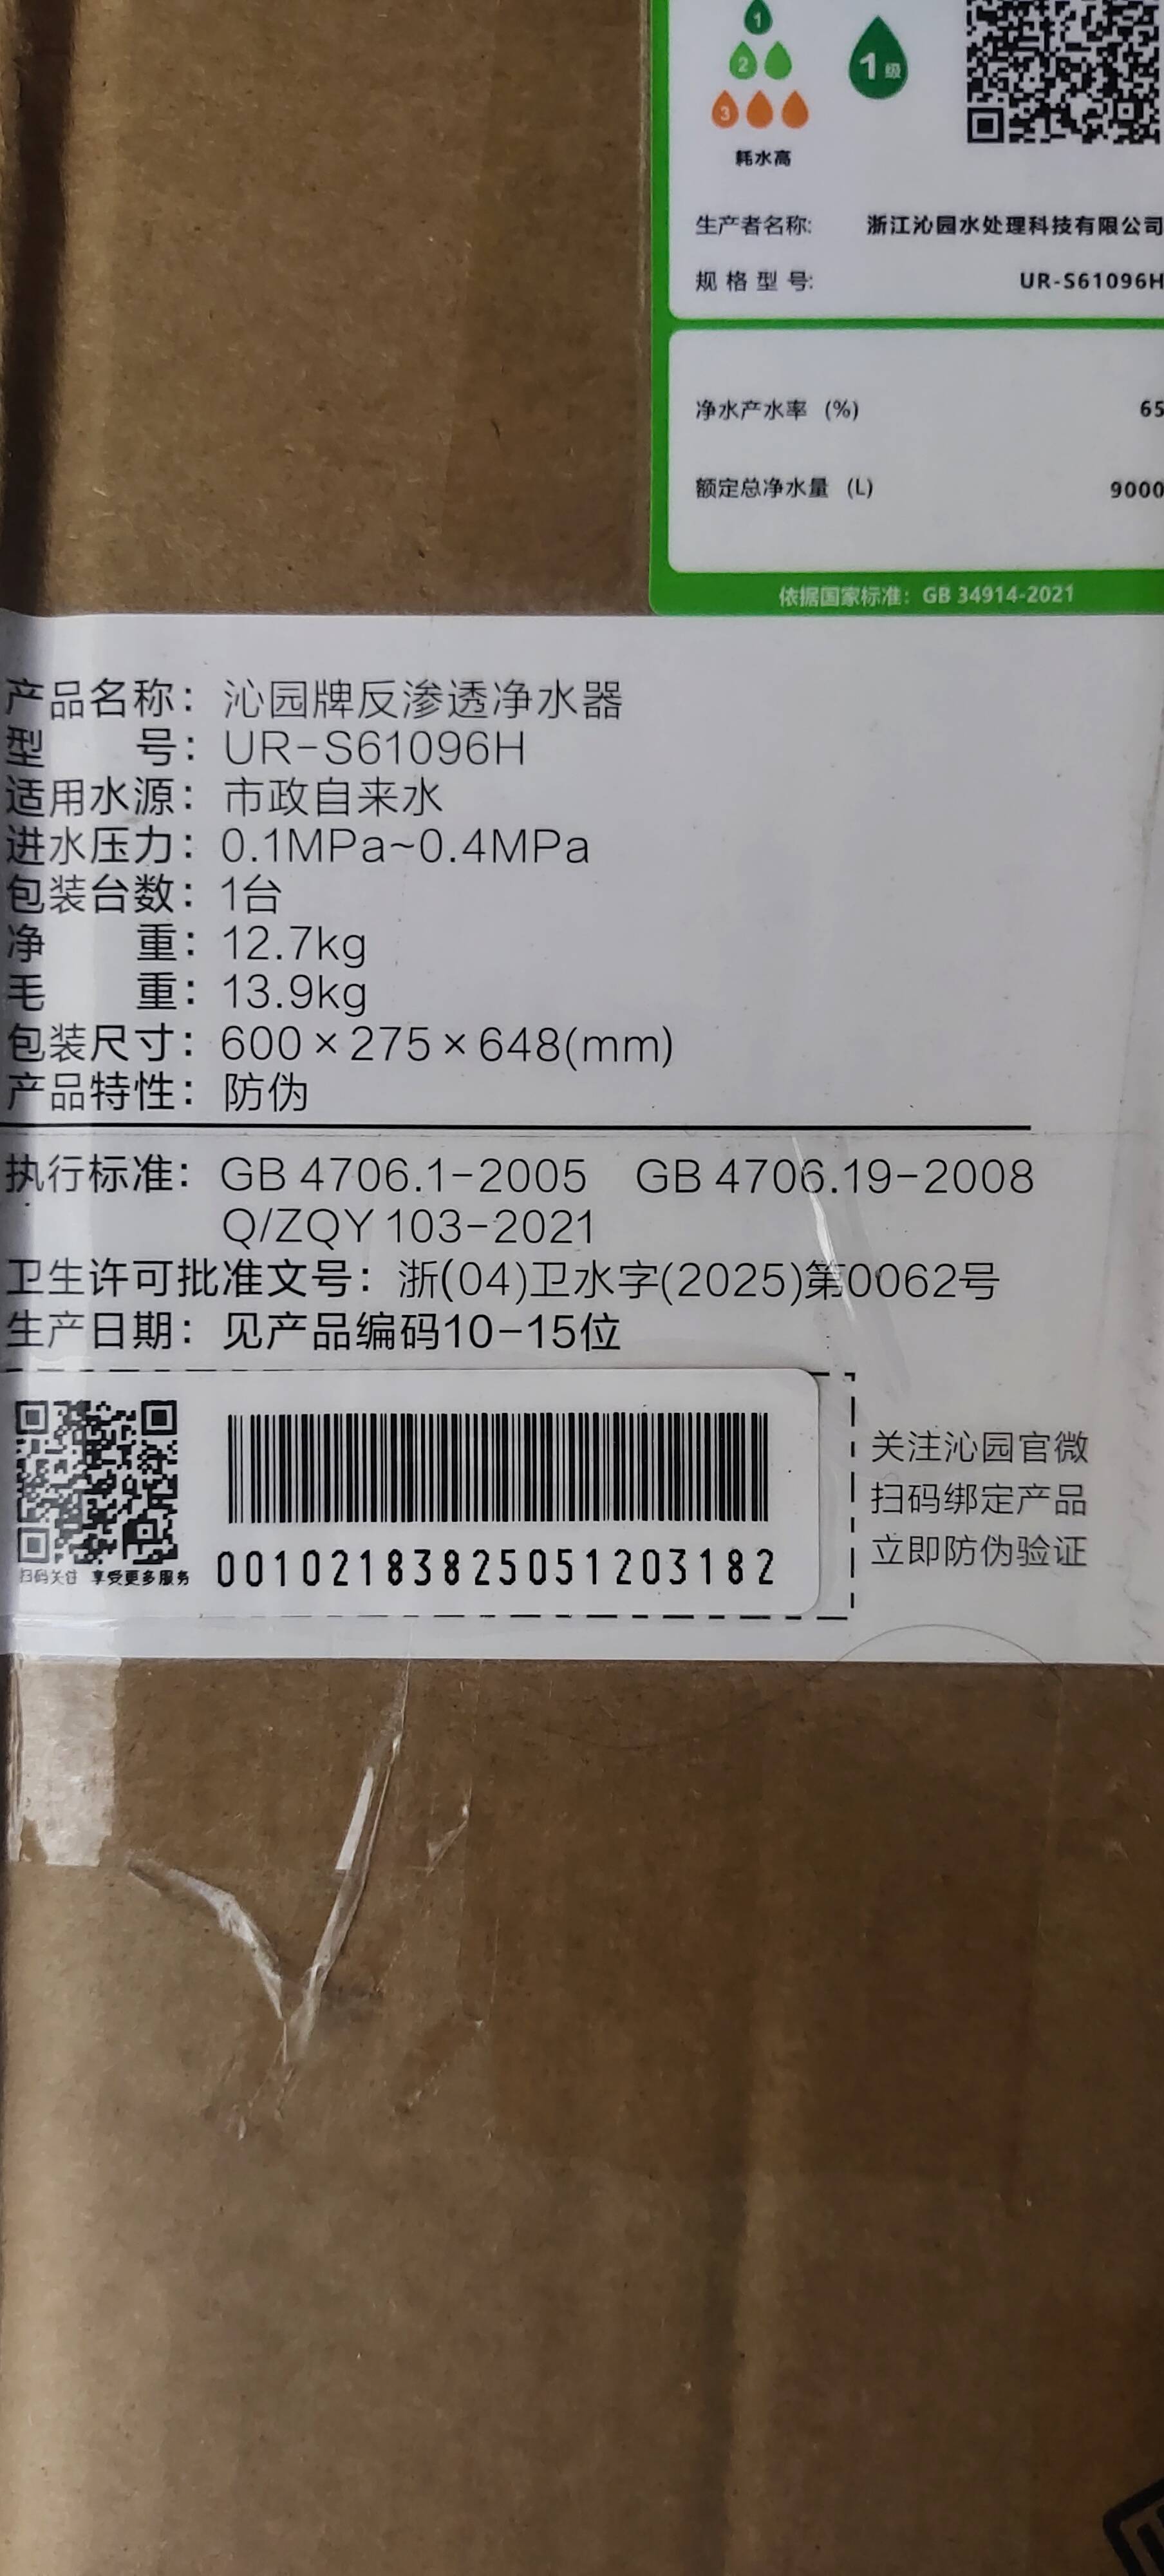 1
2
1级
3
耗水高
生产者名称: 浙江沁园水处理科技有限公司
规格型号: UR-S61096H
净水产水率 (%) 65
额定总净水量 (L) 9000
依据国家标准: GB 34914-2021
产品名称: 沁园牌反渗透净水器
型 号: UR-S61096H
适用水源: 市政自来水
进水压力: 0.1MPa~0.4MPa
包装台数: 1台
净 重: 12.7kg
毛 重: 13.9kg
包装尺寸: 600×275×648(mm)
产品特性: 防伪
执行标准: GB 4706.1-2005 GB 4706.19-2008
Q/ZQY 103-2021
卫生许可批准文号: 浙(04)卫水字(2025)第0062号
生产日期: 见产品编码10-15位
扫码关注 享受更多服务
00102183825051203182
关注沁园官微
扫码绑定产品
立即防伪验证